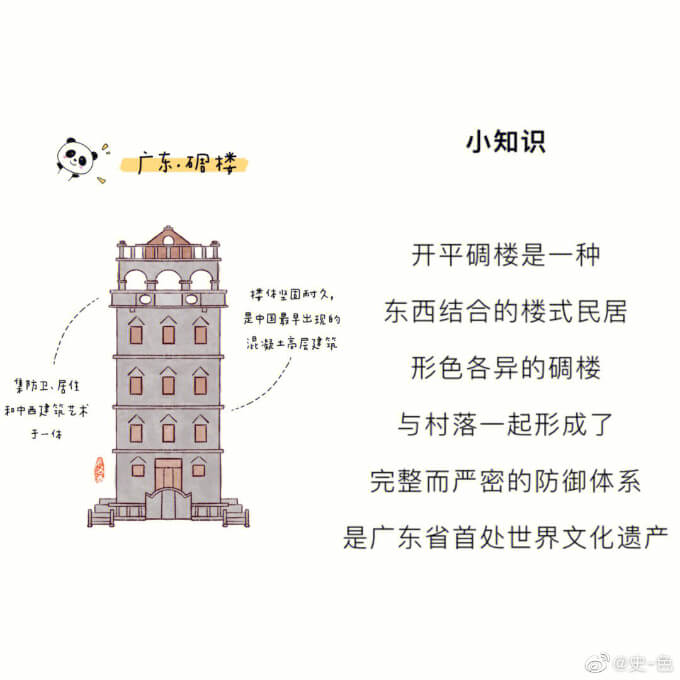 广东·碉楼
楼体坚固耐久，
是中国最早出现的
混凝土高层建筑
集防卫、居住
和中西建筑艺术
于一体
小知识
开平碉楼是一种
东西结合的楼式民居
形色各异的碉楼
与村落一起形成了
完整而严密的防御体系
是广东省首处世界文化遗产
@史-色